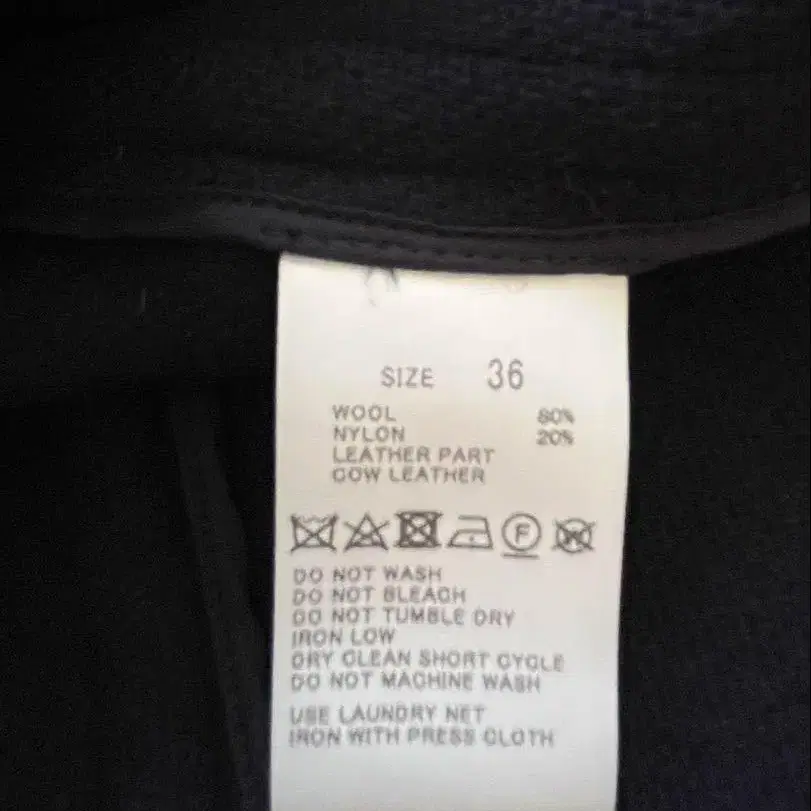 SIZE 36
WOOL 80%
NYLON 20%
LEATHER PART
COW LEATHER
F W
DO NOT WASH
DO NOT BLEACH
DO NOT TUMBLE DRY
IRON LOW
DRY CLEAN SHORT CYCLE
DO NOT MACHINE WASH
USE LAUNDRY NET
IRON WITH PRESS CLOTH